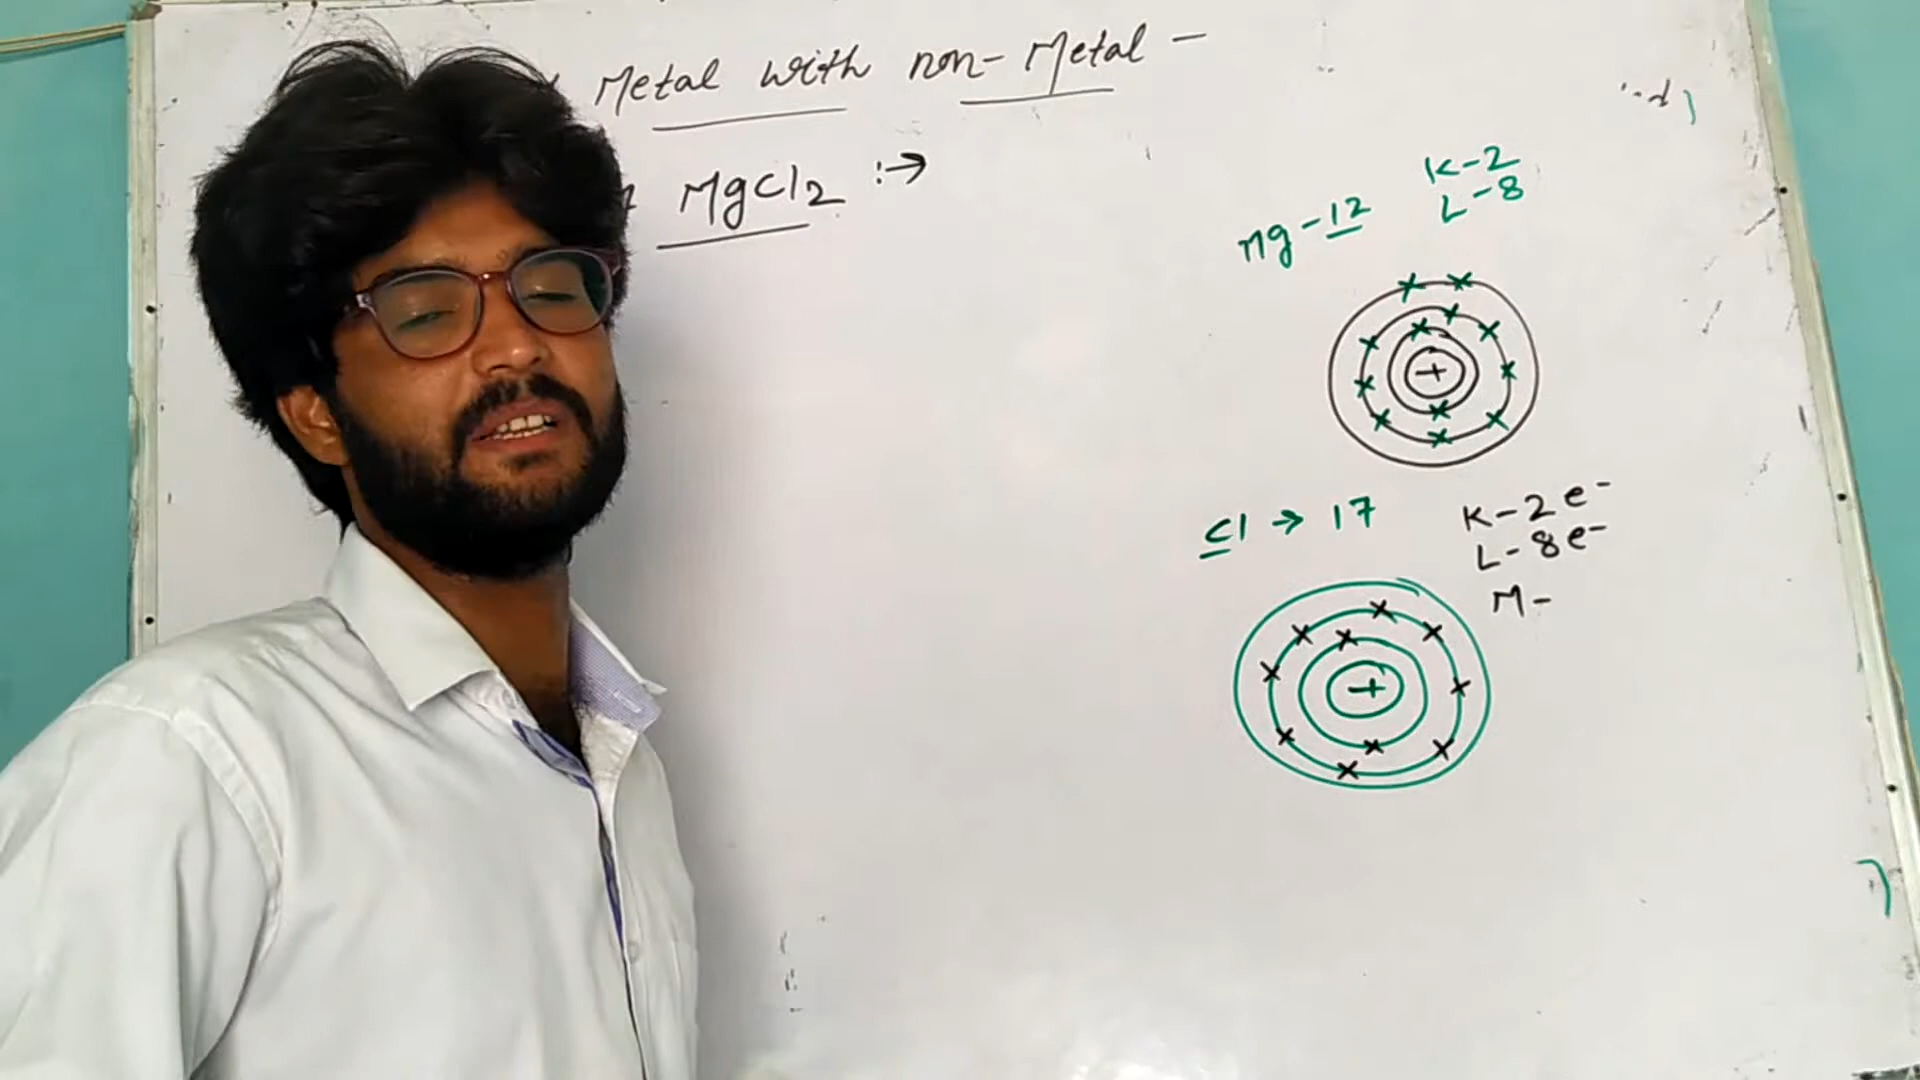 Metal with non-Metal -
MgCl2 :→
Mg-12
K-2
L-8
+
Cl → 17
K-2e-
L-8e-
M-
+